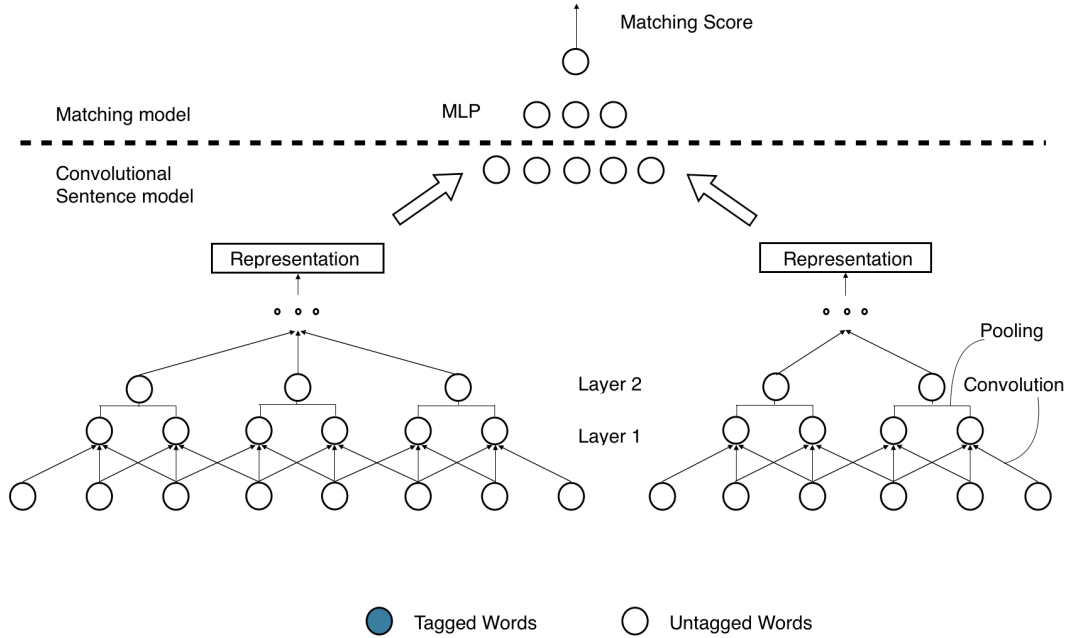 Matching Score
Matching model
MLP
Convolutional
Sentence model
Representation
Representation
Pooling
Layer 2
Convolution
Layer 1
Tagged Words
Untagged Words